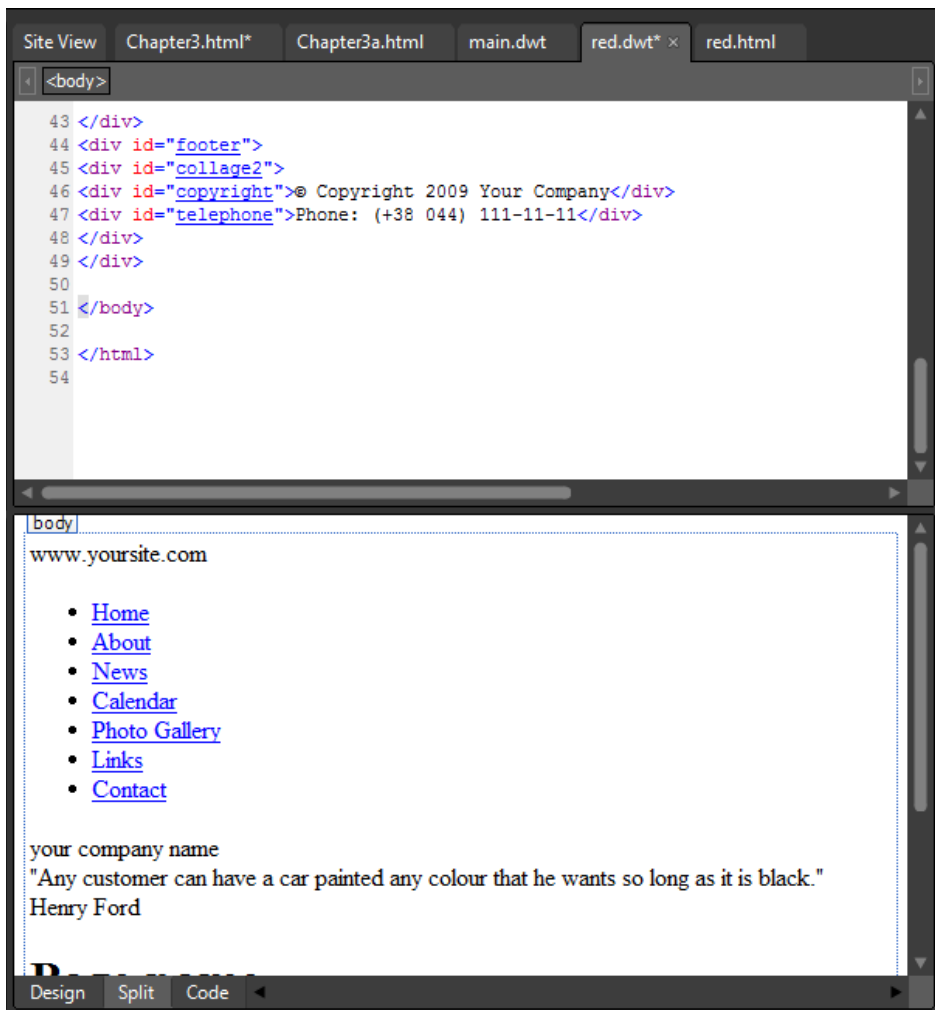 Site View Chapter3.html* Chapter3a.html main.dwt red.dwt* × red.html
<body>
43 </div>
44 <div id="footer">
45 <div id="collage2">
46 <div id="copyright">© Copyright 2009 Your Company</div>
47 <div id="telephone">Phone: (+38 044) 111-11-11</div>
48 </div>
49 </div>
50
51 </body>
52
53 </html>
54
body
www.yoursite.com
• Home
• About
• News
• Calendar
• Photo Gallery
• Links
• Contact
your company name
"Any customer can have a car painted any colour that he wants so long as it is black."
Henry Ford
Design Split Code